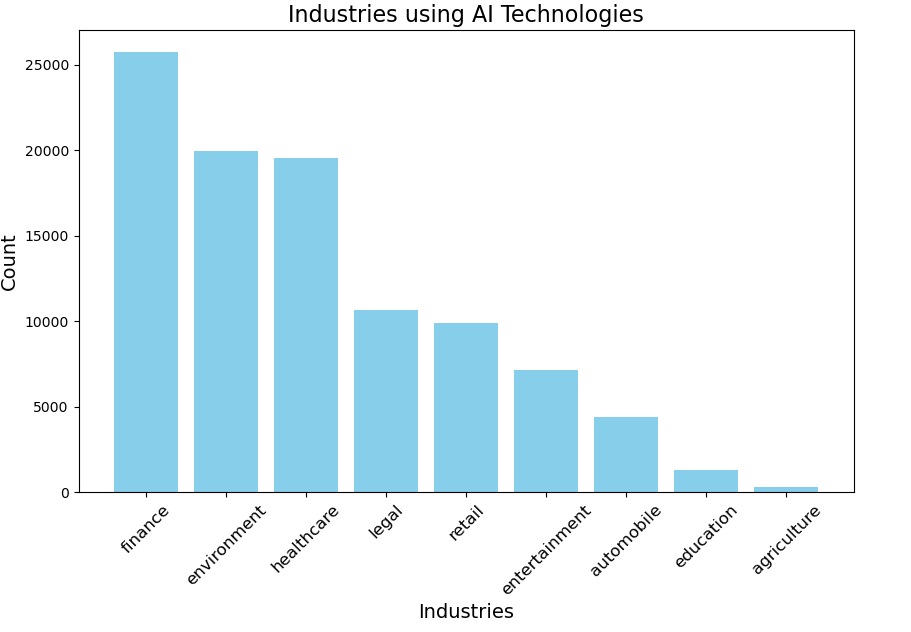 Industries using AI Technologies
Count
25000
20000
15000
10000
5000
0
finance
environment
healthcare
legal
retail
entertainment
automobile
education
agriculture
Industries